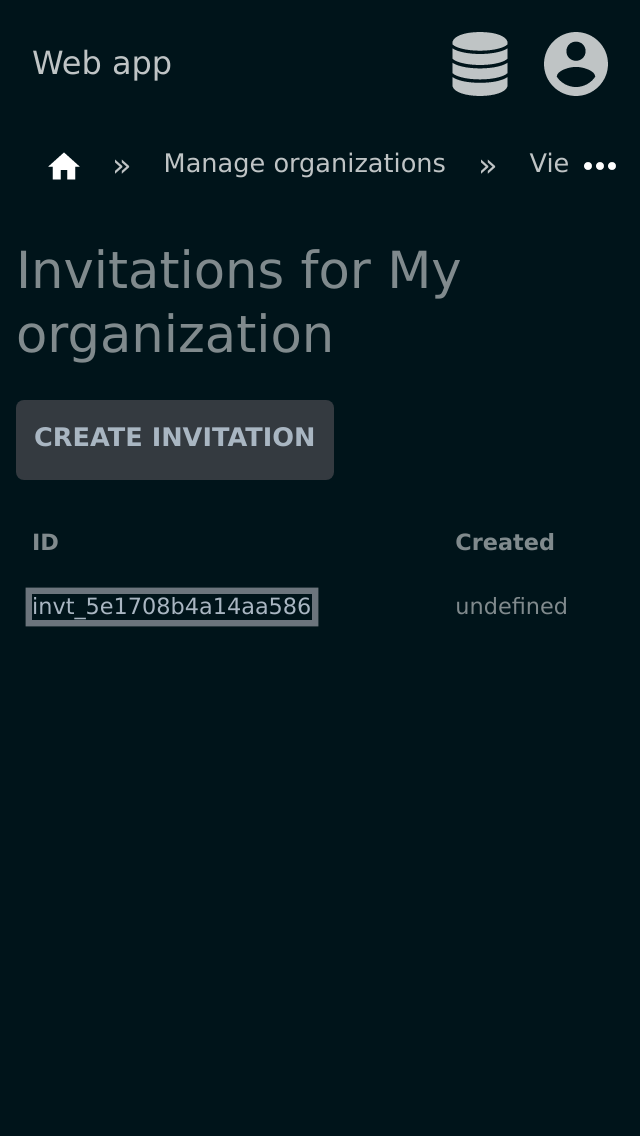 Web app
» Manage organizations » Vie •••
Invitations for My
organization
CREATE INVITATION
ID Created
invt_5e1708b4a14aa586 undefined